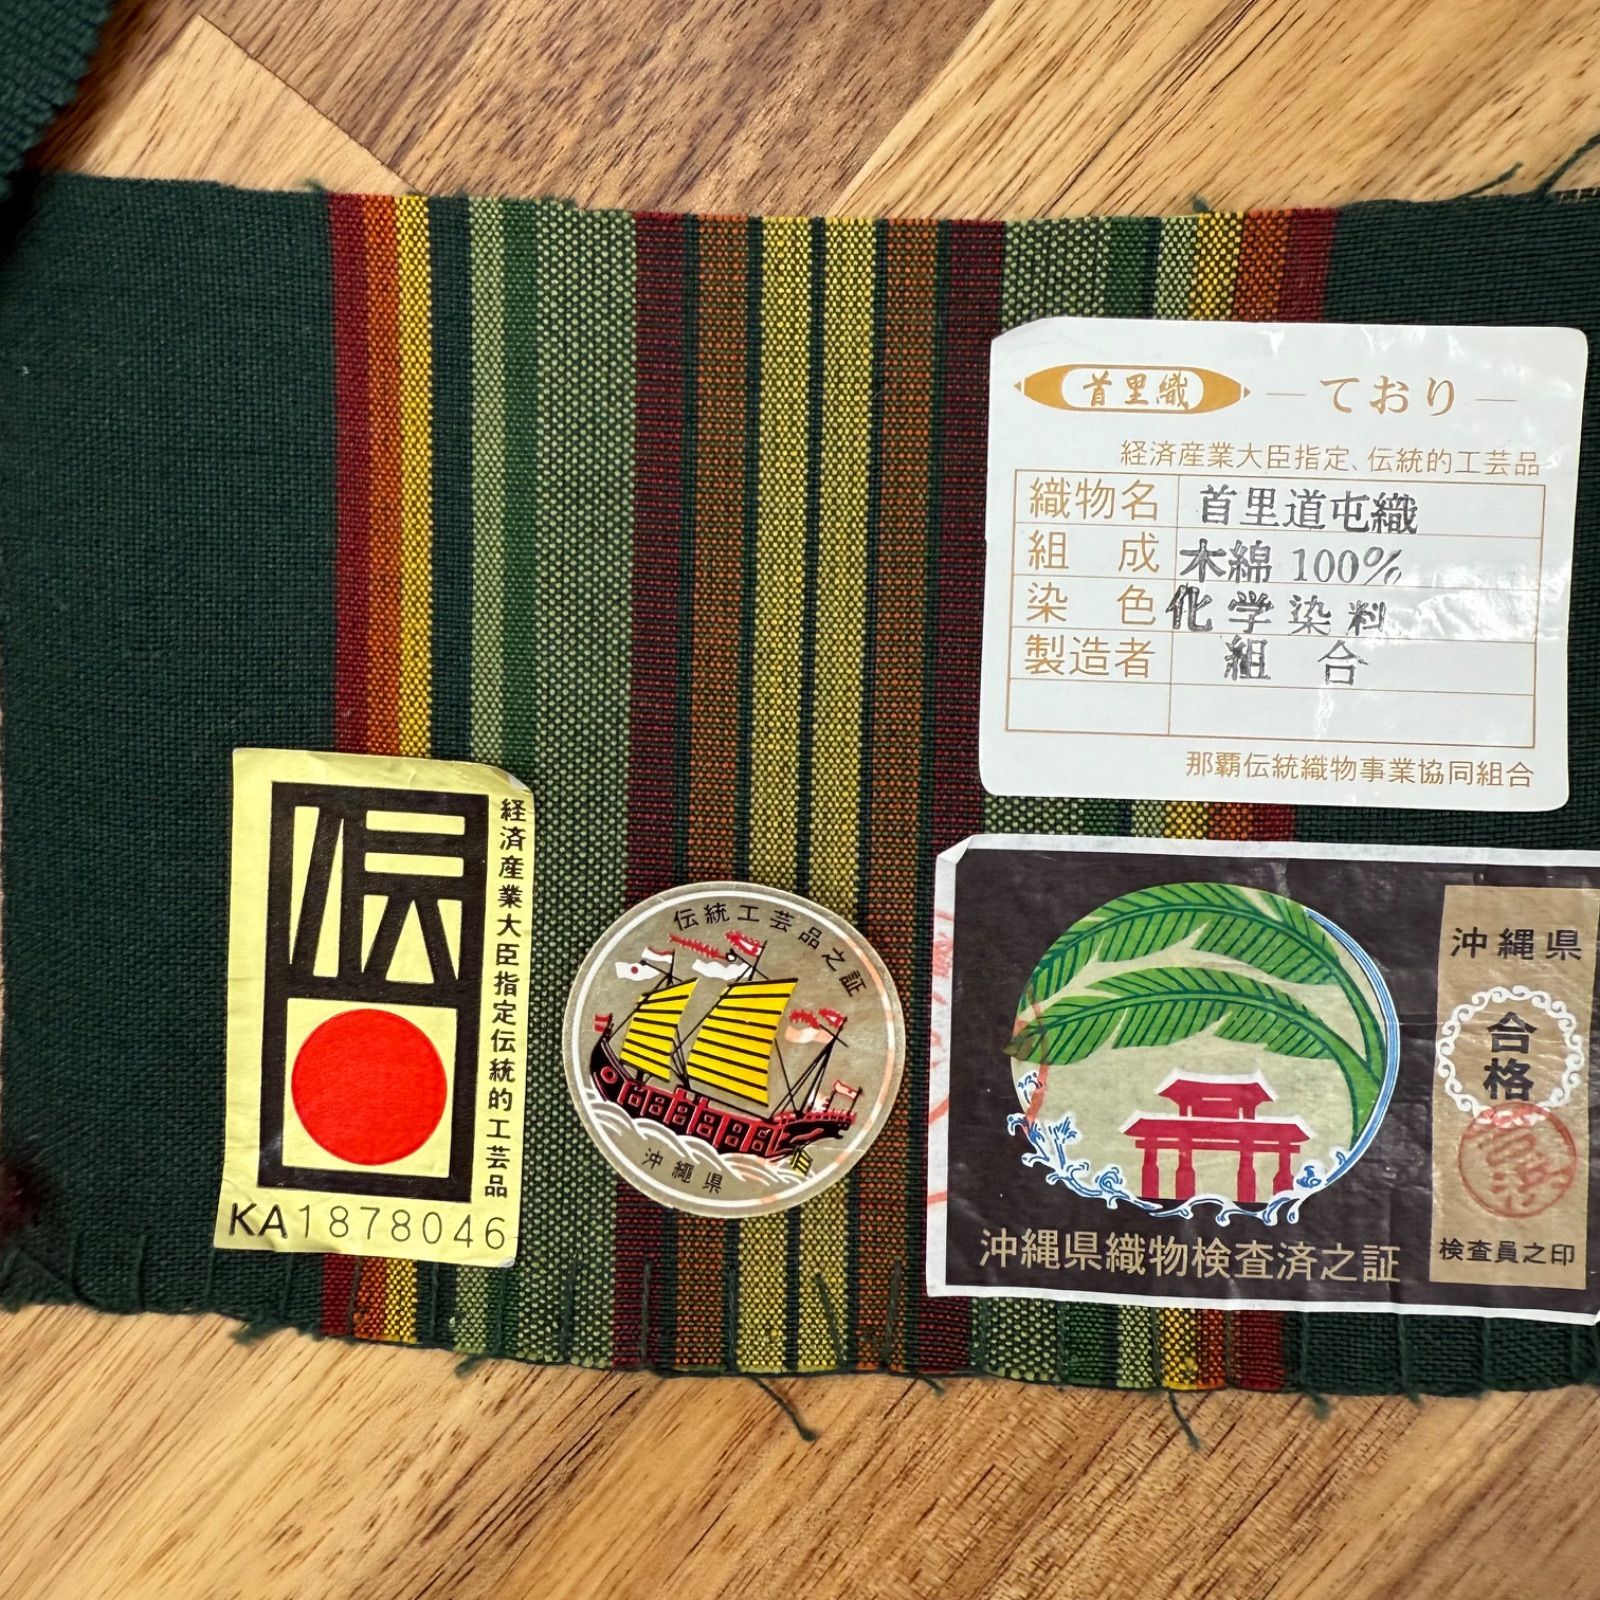 首里織 ―ており―
経済産業大臣指定、伝統的工芸品
織物名 首里道屯織
組 成 木綿 100%
染 色 化学染料
製造者 組 合
那覇伝統織物事業協同組合
伝
経済産業大臣指定伝統的工芸品
KA1878046
伝統工芸品之証
沖縄県
沖縄県織物検査済之証
沖縄県
合格
検査員之印